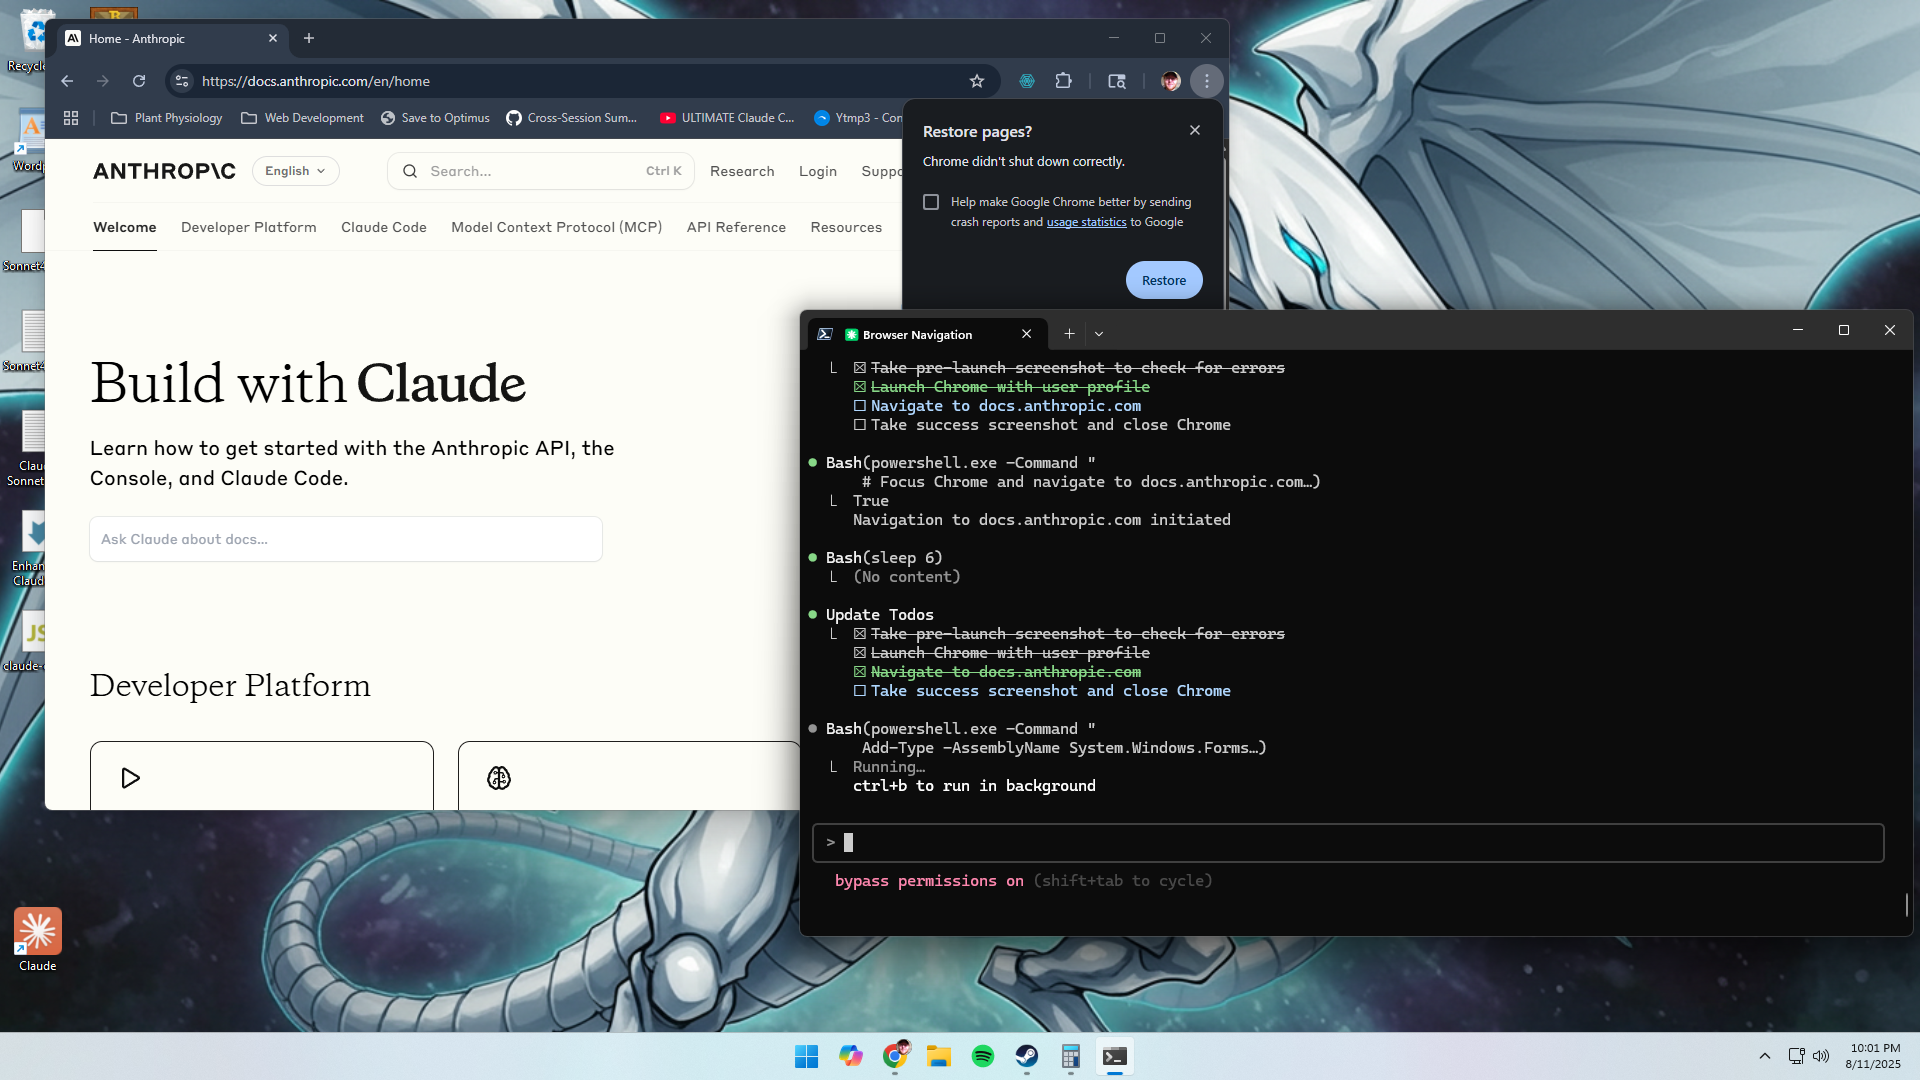 Home - Anthropic
https://docs.anthropic.com/en/home
Plant Physiology
Web Development
Save to Optimus
Cross-Session Sum...
ULTIMATE Claude C...
Ytmp3 - Con
Restore pages?
Chrome didn't shut down correctly.
Help make Google Chrome better by sending
crash reports and usage statistics to Google
Restore
ANTHROP\C
English
Search...
Ctrl K
Research
Login
Suppo
Welcome
Developer Platform
Claude Code
Model Context Protocol (MCP)
API Reference
Resources
Build with Claude
Learn how to get started with the Anthropic API, the
Console, and Claude Code.
Ask Claude about docs...
Developer Platform
Browser Navigation
Take pre-launch screenshot to check for errors
Launch Chrome with user profile
Navigate to docs.anthropic.com
Take success screenshot and close Chrome
Bash(powershell.exe -Command "
# Focus Chrome and navigate to docs.anthropic.com…)
True
Navigation to docs.anthropic.com initiated
Bash(sleep 6)
(No content)
Update Todos
Take pre-launch screenshot to check for errors
Launch Chrome with user profile
Navigate to docs.anthropic.com
Take success screenshot and close Chrome
Bash(powershell.exe -Command "
Add-Type -AssemblyName System.Windows.Forms…)
Running…
ctrl+b to run in background
>
bypass permissions on (shift+tab to cycle)
Recycle
Wordp
Sonnet4
Sonnet4
Clau
Sonnet
Enhan
Claud
JS
claude-
Claude
10:01 PM
8/11/2025